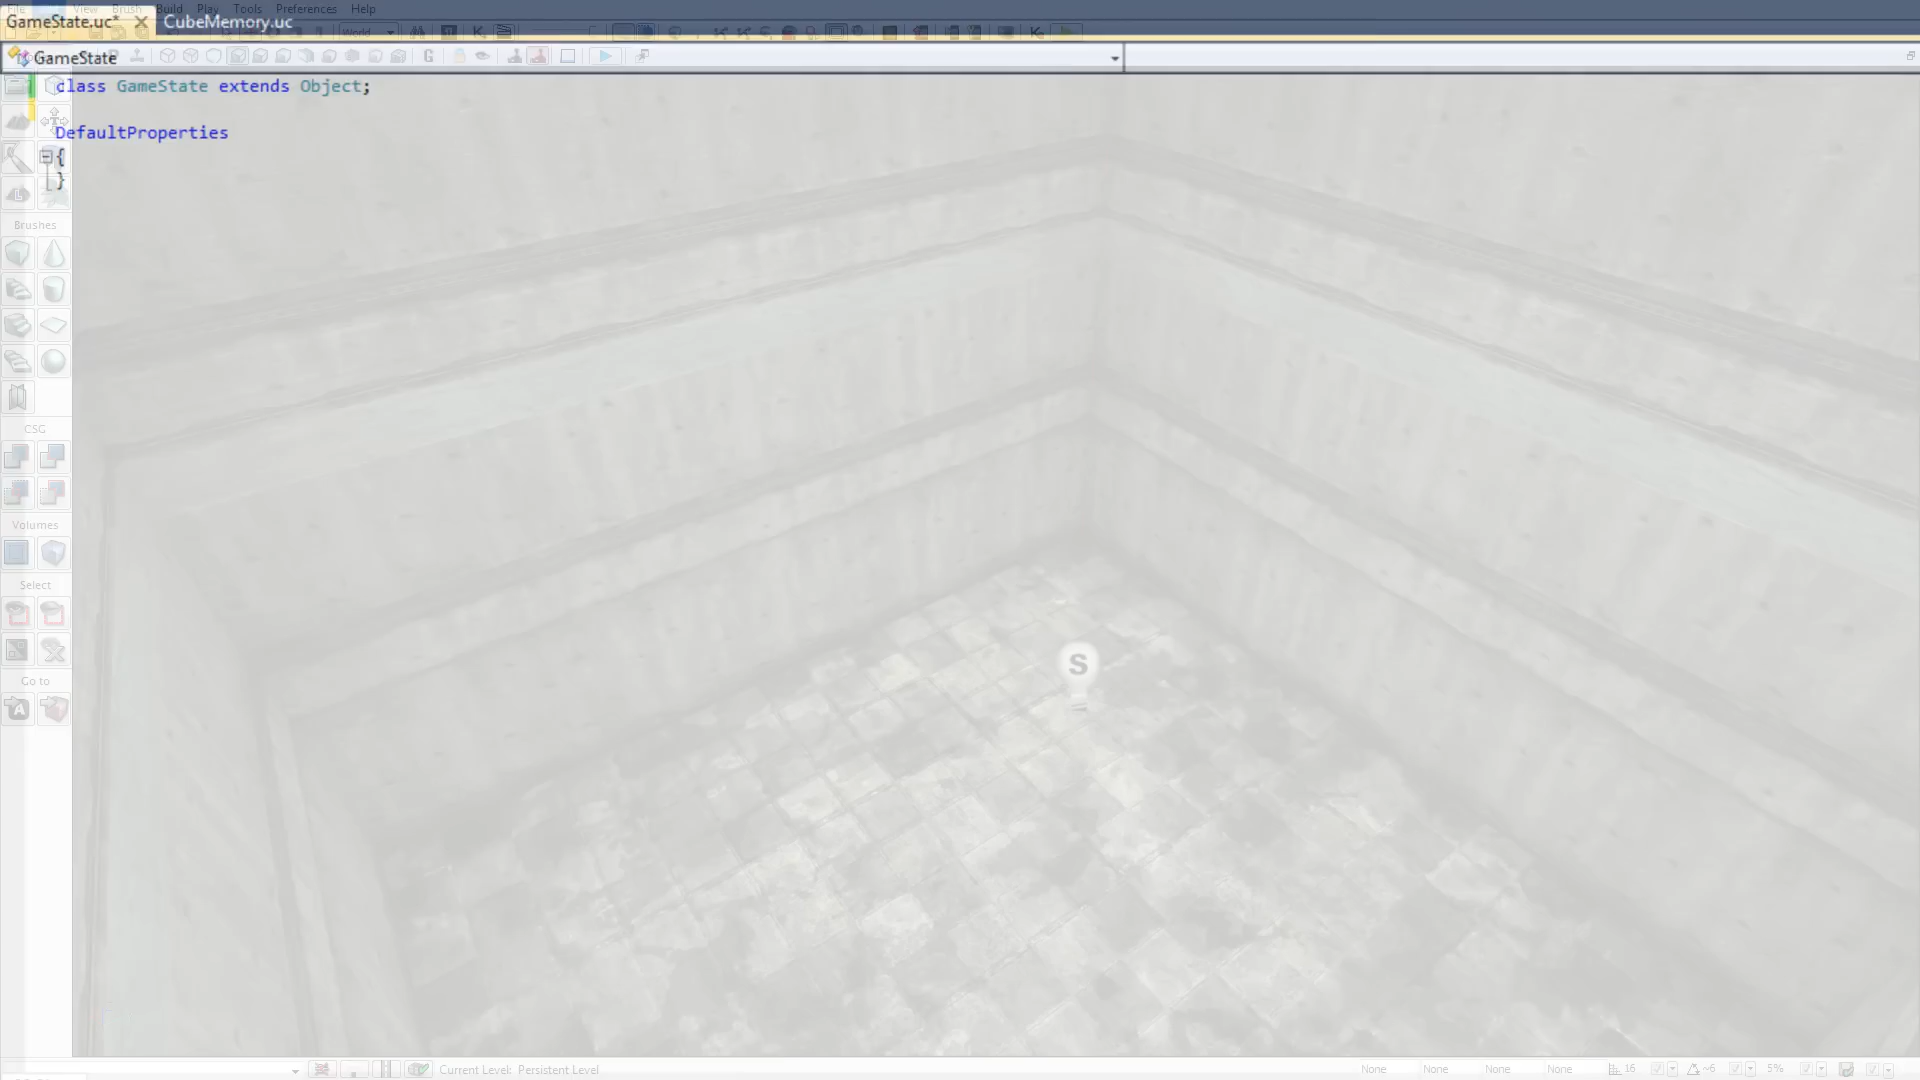 File View Brush Build Play Tools Preferences Help
GameState.uc* CubeMemory.uc
World
GameState
G
class GameState extends Object;
DefaultProperties
{
}
L
Brushes
CSG
Volumes
Select
Go to
A
S
Current Level: Persistent Level
None None None None 16 ~6 5%